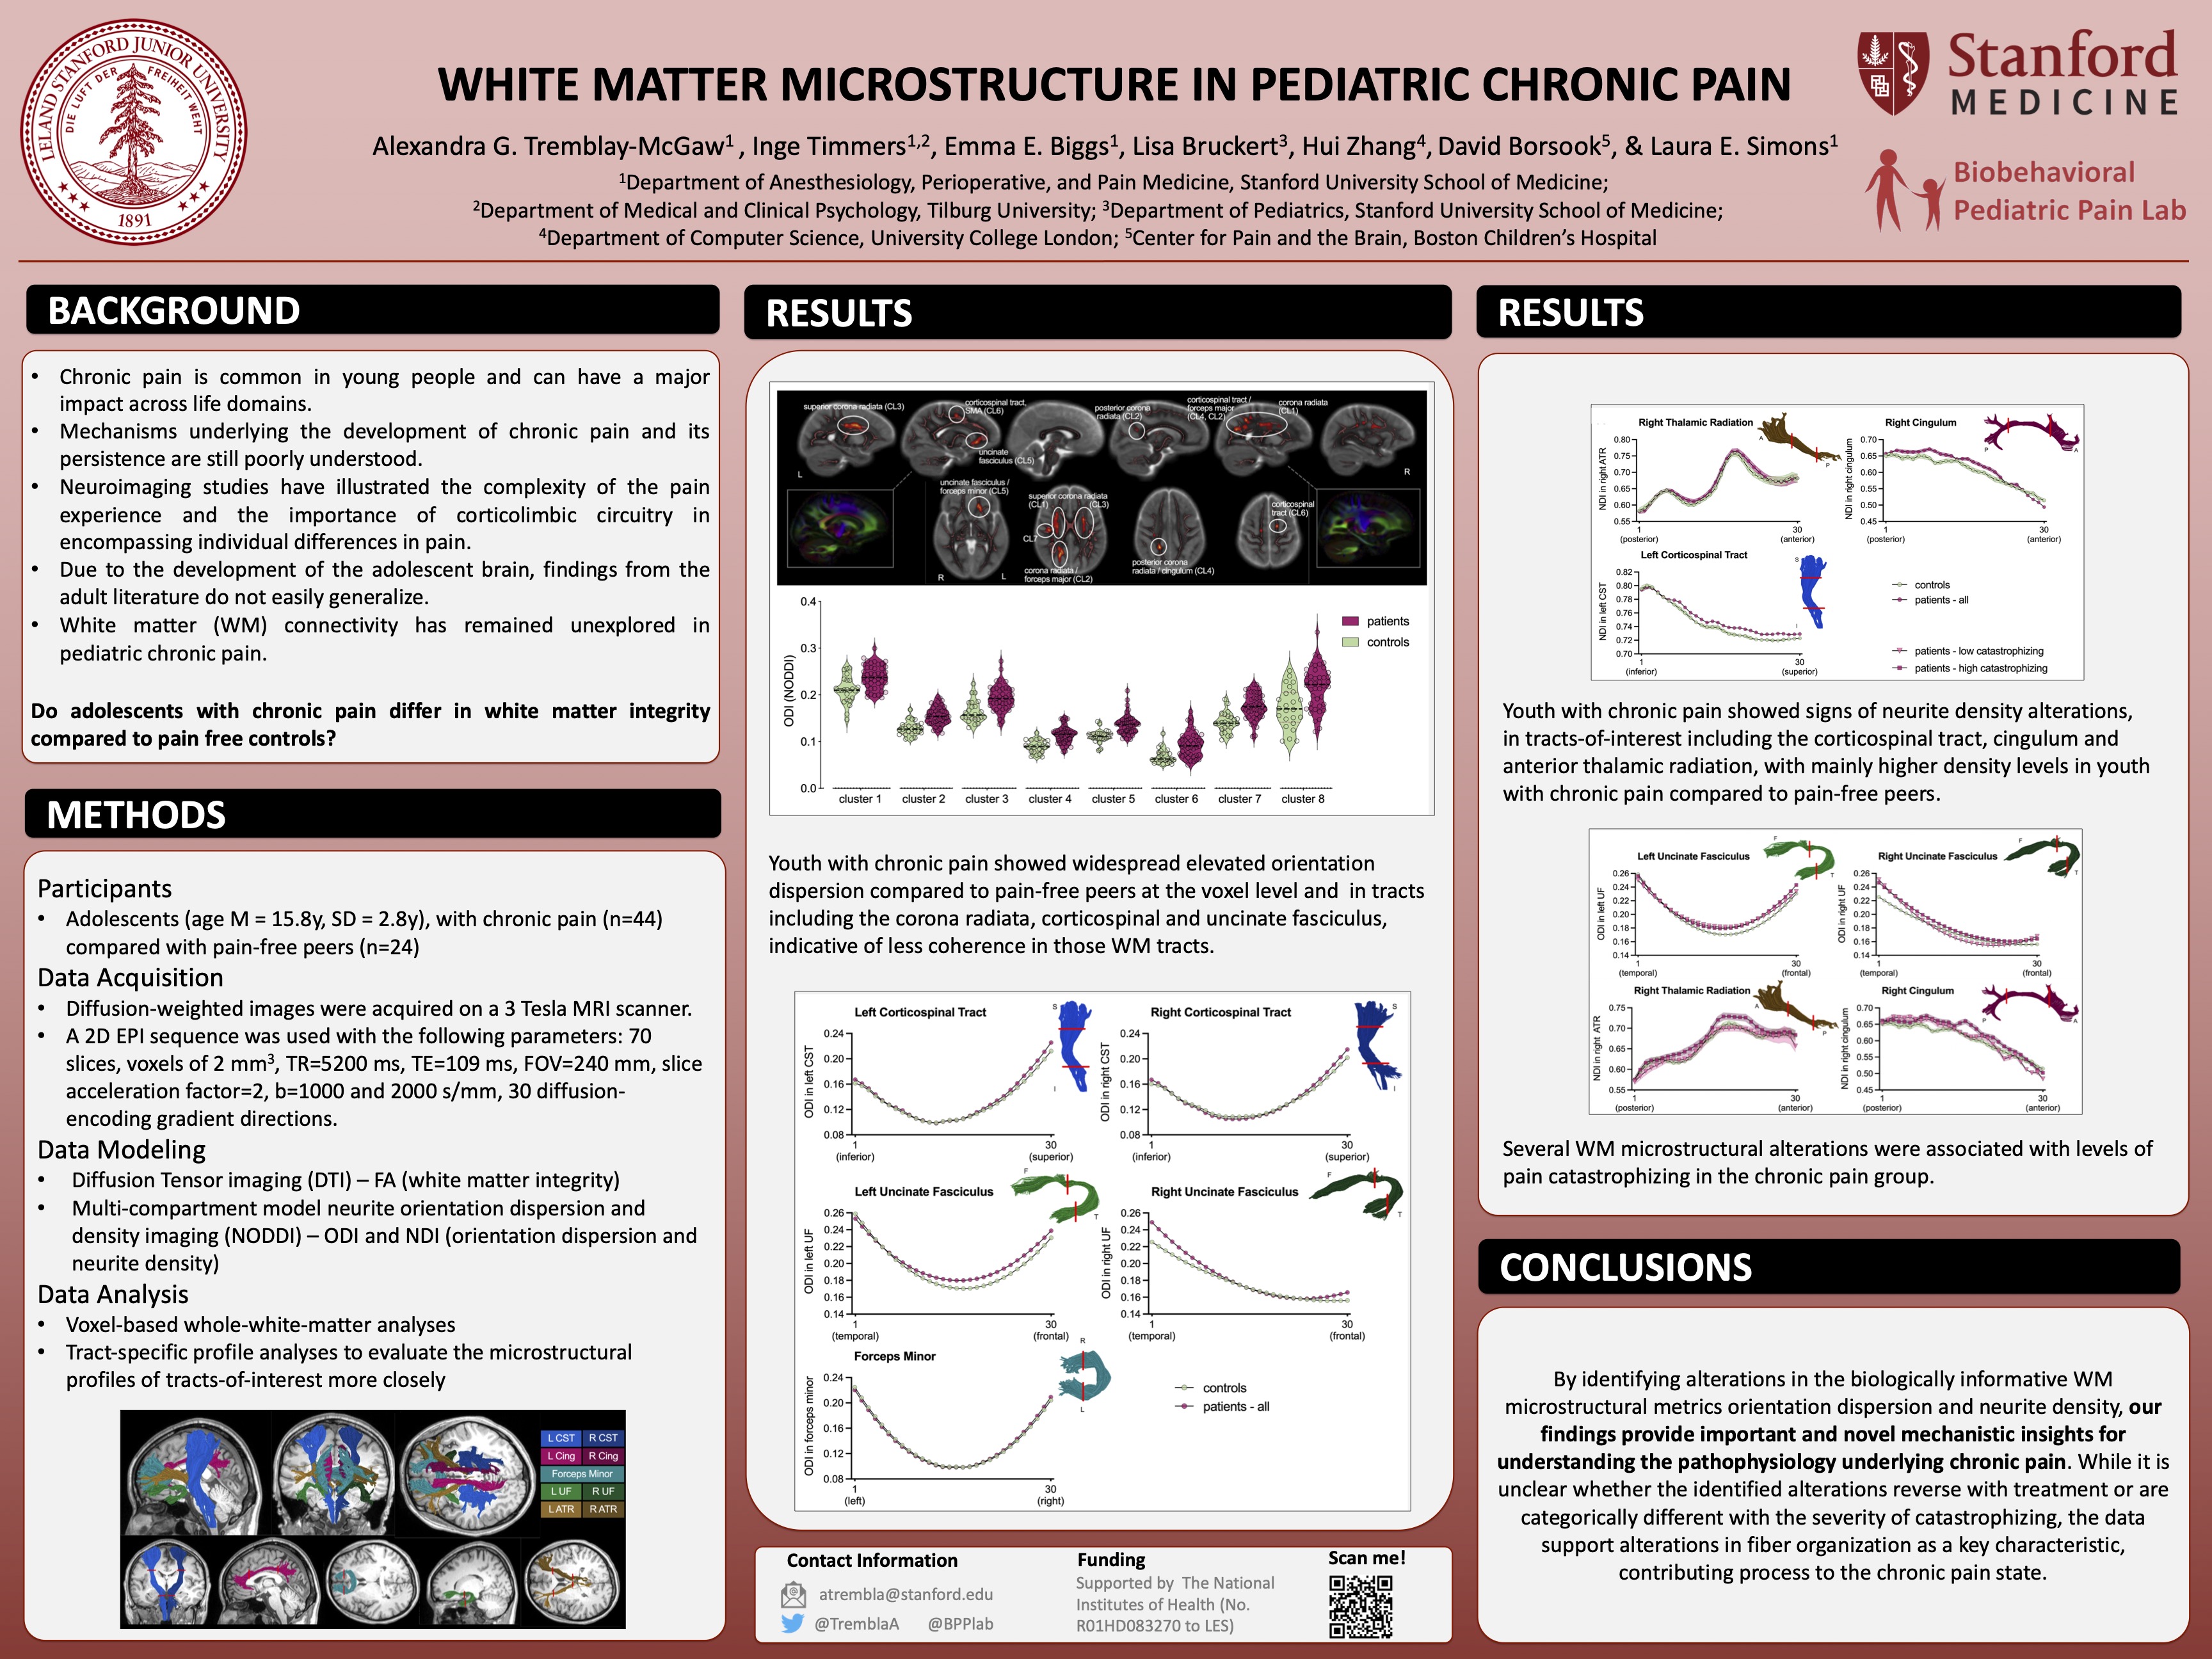 LELAND STANFORD JUNIOR UNIVERSITY
DIE LUFT DER FREIHEIT WEHT
1891
WHITE MATTER MICROSTRUCTURE IN PEDIATRIC CHRONIC PAIN
Alexandra G. Tremblay-McGaw1 , Inge Timmers1,2, Emma E. Biggs1, Lisa Bruckert3, Hui Zhang4, David Borsook5, & Laura E. Simons1
1Department of Anesthesiology, Perioperative, and Pain Medicine, Stanford University School of Medicine;
2Department of Medical and Clinical Psychology, Tilburg University; 3Department of Pediatrics, Stanford University School of Medicine;
4Department of Computer Science, University College London; 5Center for Pain and the Brain, Boston Children's Hospital
Stanford
MEDICINE
Biobehavioral
Pediatric Pain Lab
BACKGROUND
• Chronic pain is common in young people and can have a major
impact across life domains.
• Mechanisms underlying the development of chronic pain and its
persistence are still poorly understood.
• Neuroimaging studies have illustrated the complexity of the pain
experience and the importance of corticolimbic circuitry in
encompassing individual differences in pain.
• Due to the development of the adolescent brain, findings from the
adult literature do not easily generalize.
• White matter (WM) connectivity has remained unexplored in
pediatric chronic pain.
Do adolescents with chronic pain differ in white matter integrity
compared to pain free controls?
METHODS
Participants
• Adolescents (age M = 15.8y, SD = 2.8y), with chronic pain (n=44)
compared with pain-free peers (n=24)
Data Acquisition
• Diffusion-weighted images were acquired on a 3 Tesla MRI scanner.
• A 2D EPI sequence was used with the following parameters: 70
slices, voxels of 2 mm3, TR=5200 ms, TE=109 ms, FOV=240 mm, slice
acceleration factor=2, b=1000 and 2000 s/mm, 30 diffusion-
encoding gradient directions.
Data Modeling
• Diffusion Tensor imaging (DTI) – FA (white matter integrity)
• Multi-compartment model neurite orientation dispersion and
density imaging (NODDI) – ODI and NDI (orientation dispersion and
neurite density)
Data Analysis
• Voxel-based whole-white-matter analyses
• Tract-specific profile analyses to evaluate the microstructural
profiles of tracts-of-interest more closely
L CST R CST
L Cing R Cing
Forceps Minor
L UF R UF
L ATR R ATR
RESULTS
superior corona radiata (CL3)
corticospinal tract, SMA (CL6)
uncinate fasciculus (CL5)
posterior corona radiata (CL2)
corticospinal tract / forceps major (CL4, CL2)
corona radiata (CL1)
L
R
uncinate fasciculus / forceps minor (CL5)
superior corona radiata
(CL1) (CL3)
CL7
corona radiata / forceps major (CL2)
posterior corona radiata / cingulum (CL4)
corticospinal tract (CL6)
R L
ODI (NODDI)
0.4
0.3
0.2
0.1
0.0
patients
controls
cluster 1 cluster 2 cluster 3 cluster 4 cluster 5 cluster 6 cluster 7 cluster 8
Youth with chronic pain showed widespread elevated orientation
dispersion compared to pain-free peers at the voxel level and in tracts
including the corona radiata, corticospinal and uncinate fasciculus,
indicative of less coherence in those WM tracts.
Left Corticospinal Tract
S
I
ODI in left CST
0.24
0.20
0.16
0.12
0.08
1 30
(inferior) (superior)
Right Corticospinal Tract
S
I
ODI in right CST
0.24
0.20
0.16
0.12
0.08
1 30
(inferior) (superior)
Left Uncinate Fasciculus
F
T
ODI in left UF
0.26
0.24
0.22
0.20
0.18
0.16
0.14
1 30
(temporal) (frontal)
Right Uncinate Fasciculus
F
T
ODI in right UF
0.26
0.24
0.22
0.20
0.18
0.16
0.14
1 30
(temporal) (frontal)
Forceps Minor
R
L
ODI in forceps minor
0.24
0.20
0.16
0.12
0.08
1 30
(left) (right)
controls
patients - all
Contact Information
atrembla@stanford.edu
@TremblaA @BPPlab
Funding
Supported by The National
Institutes of Health (No.
R01HD083270 to LES)
Scan me!
RESULTS
Right Thalamic Radiation
A
P
NDI in right ATR
0.80
0.75
0.70
0.65
0.60
0.55
1 30
(posterior) (anterior)
Right Cingulum
P
A
NDI in right cingulum
0.70
0.65
0.60
0.55
0.50
0.45
1 30
(posterior) (anterior)
Left Corticospinal Tract
S
I
NDI in left CST
0.82
0.80
0.78
0.76
0.74
0.72
0.70
1 30
(inferior) (superior)
controls
patients - all
patients - low catastrophizing
patients - high catastrophizing
Youth with chronic pain showed signs of neurite density alterations,
in tracts-of-interest including the corticospinal tract, cingulum and
anterior thalamic radiation, with mainly higher density levels in youth
with chronic pain compared to pain-free peers.
Left Uncinate Fasciculus
F
T
ODI in left UF
0.26
0.24
0.22
0.20
0.18
0.16
0.14
1 30
(temporal) (frontal)
Right Uncinate Fasciculus
F
T
ODI in right UF
0.26
0.24
0.22
0.20
0.18
0.16
0.14
1 30
(temporal) (frontal)
Right Thalamic Radiation
A
P
NDI in right ATR
0.75
0.70
0.65
0.60
0.55
1 30
(posterior) (anterior)
Right Cingulum
P
A
NDI in right cingulum
0.70
0.65
0.60
0.55
0.50
0.45
1 30
(posterior) (anterior)
Several WM microstructural alterations were associated with levels of
pain catastrophizing in the chronic pain group.
CONCLUSIONS
By identifying alterations in the biologically informative WM
microstructural metrics orientation dispersion and neurite density, our
findings provide important and novel mechanistic insights for
understanding the pathophysiology underlying chronic pain. While it is
unclear whether the identified alterations reverse with treatment or are
categorically different with the severity of catastrophizing, the data
support alterations in fiber organization as a key characteristic,
contributing process to the chronic pain state.